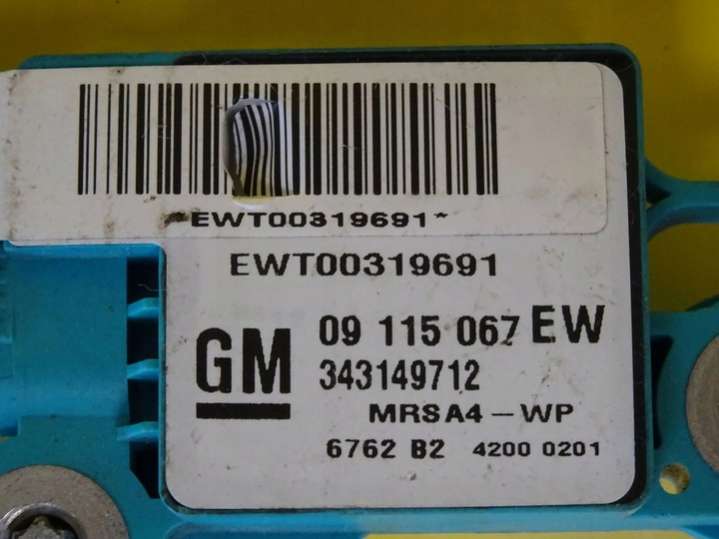 *EWT00319691*
EWT00319691
GM 09 115 067 EW
343149712
MRSA4-WP
6762 B2 4200 0201